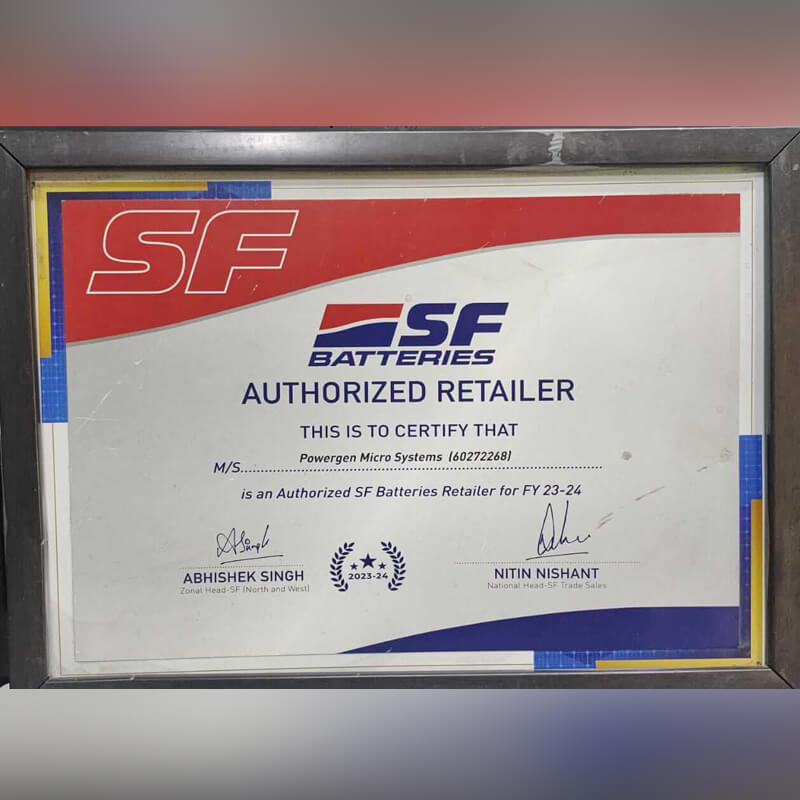 SF
SF
BATTERIES
AUTHORIZED RETAILER
THIS IS TO CERTIFY THAT
M/S. Powergen Micro Systems (60272268)
is an Authorized SF Batteries Retailer for FY 23-24
ABHISHEK SINGH
Zonal Head-SF (North and West)
2023-24
NITIN NISHANT
National Head-SF Trade Sales